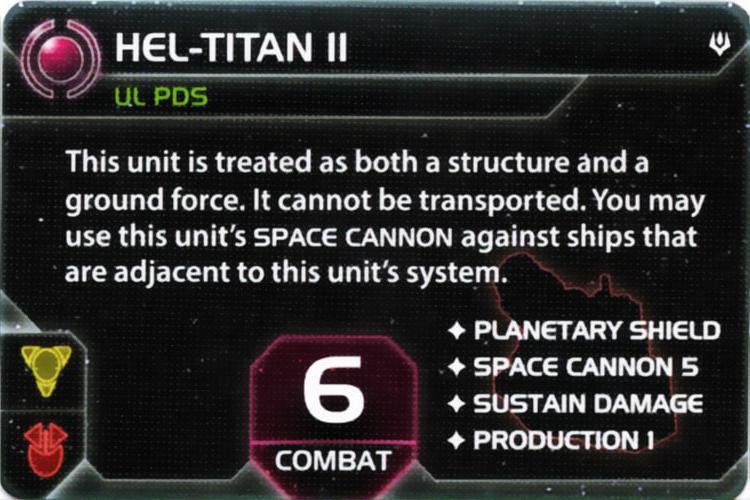 HEL-TITAN II
UL PDS
This unit is treated as both a structure and a
ground force. It cannot be transported. You may
use this unit's SPACE CANNON against ships that
are adjacent to this unit's system.
✦ PLANETARY SHIELD
✦ SPACE CANNON 5
✦ SUSTAIN DAMAGE
✦ PRODUCTION 1
6
COMBAT